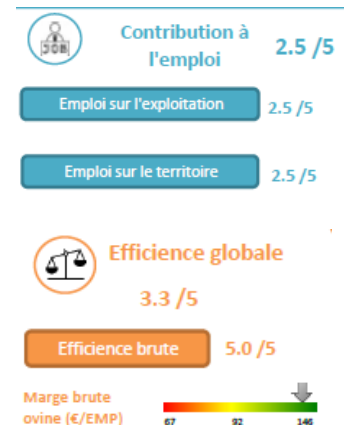 JOB
Contribution à
l'emploi
2.5 /5
Emploi sur l'exploitation
2.5 /5
Emploi sur le territoire
2.5 /5
Efficience globale
3.3 /5
Efficience brute
5.0 /5
Marge brute
ovine (€/EMP)
67 92 146